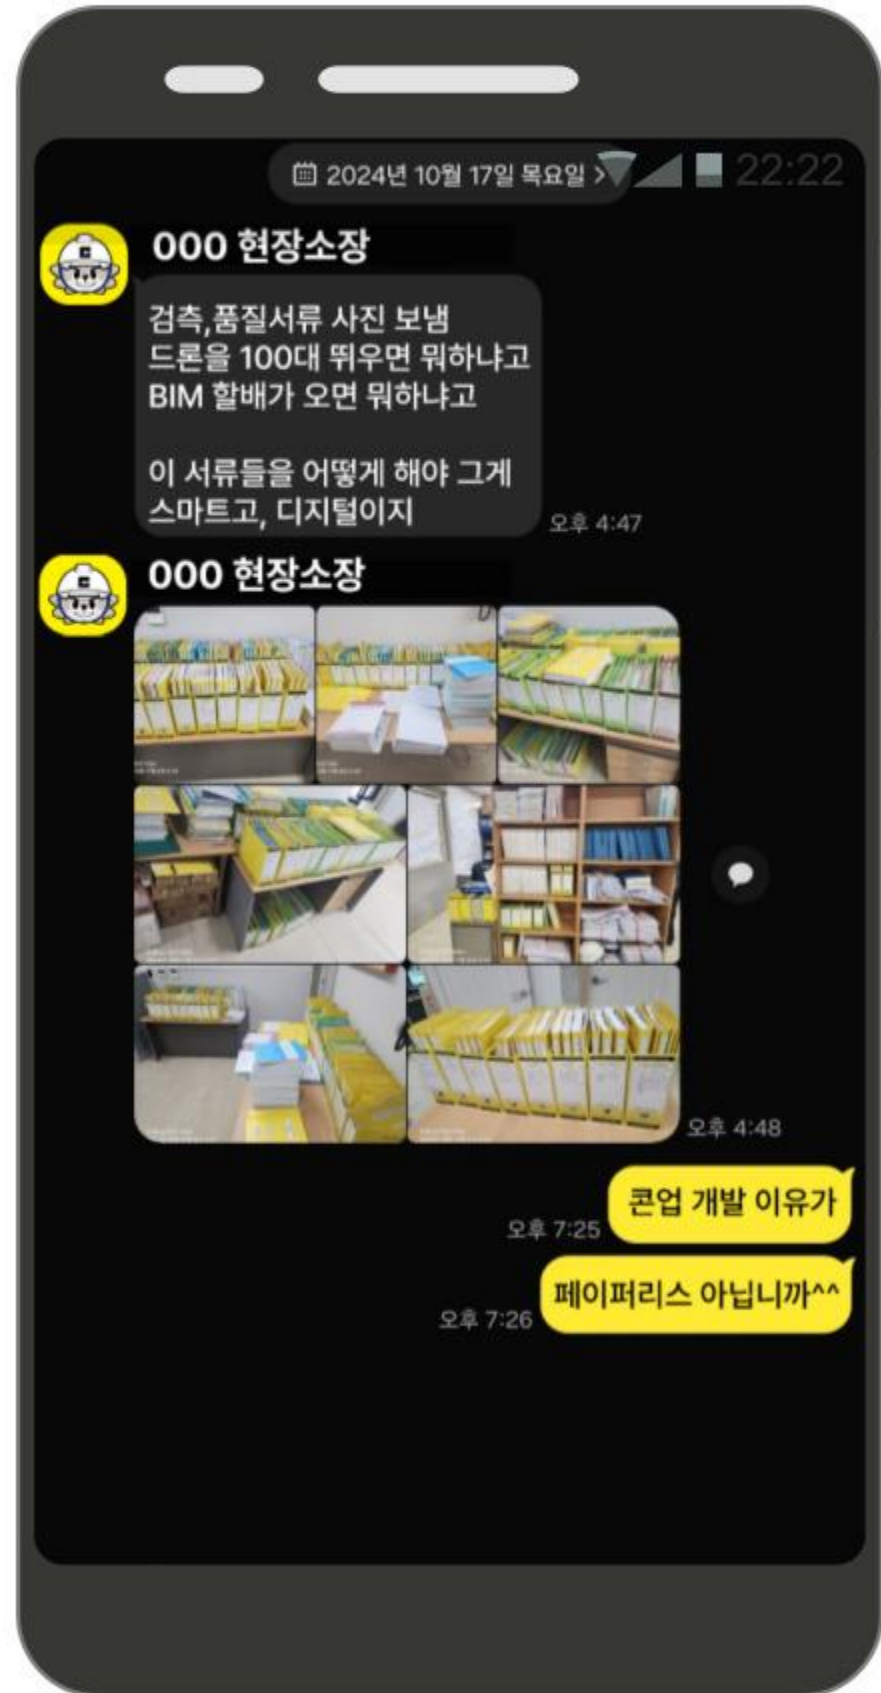 2024년 10월 17일 목요일 >
22:22
000 현장소장
검측,품질서류 사진 보냄
드론을 100대 뛰우면 뭐하냐고
BIM 할배가 오면 뭐하냐고
이 서류들을 어떻게 해야 그게
스마트고, 디지털이지
오후 4:47
000 현장소장
오후 4:48
콘업 개발 이유가
오후 7:25
페이퍼리스 아닙니까^^
오후 7:26